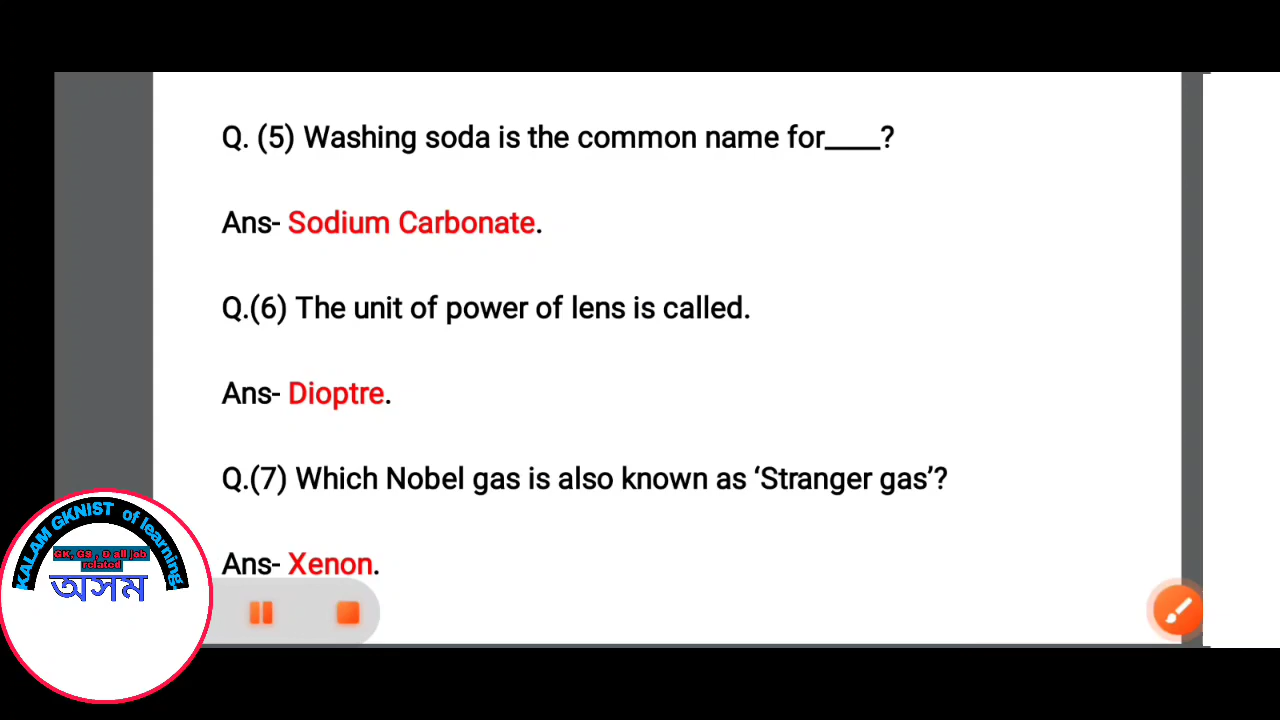 Q. (5) Washing soda is the common name for____?
Ans- Sodium Carbonate.
Q.(6) The unit of power of lens is called.
Ans- Dioptre.
Q.(7) Which Nobel gas is also known as ‘Stranger gas’?
Ans- Xenon.
KALAM GKNIST of learning.
GK, GS , G all job
related
অসম